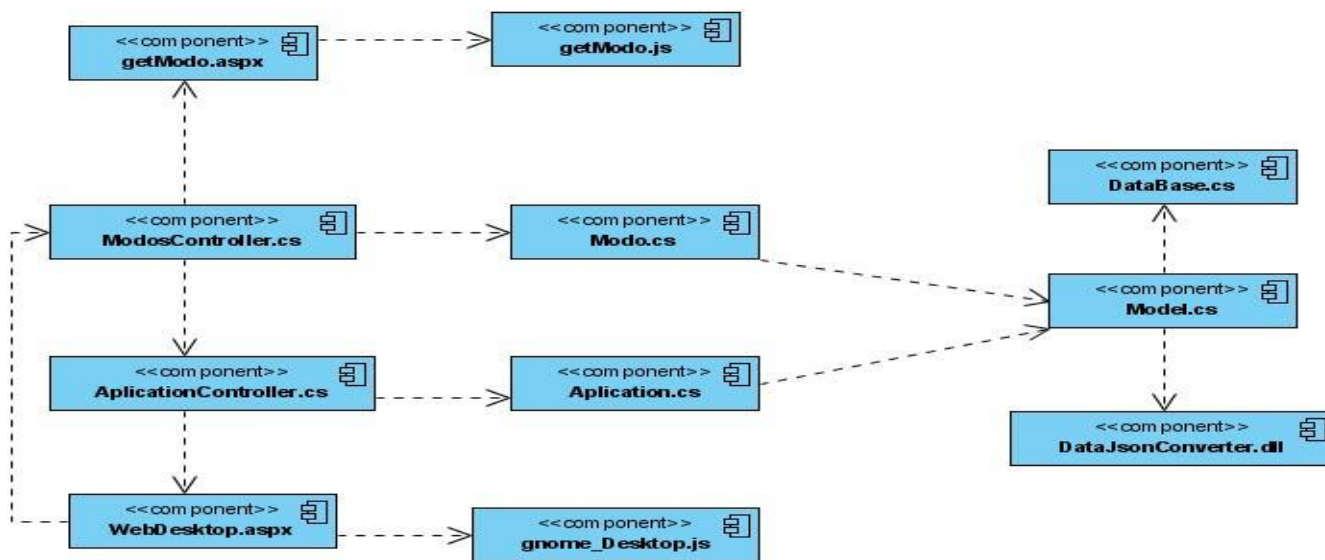 <<component>>
getModo.aspx
<<component>>
getModo.js
<<component>>
DataBase.cs
<<component>>
ModosController.cs
<<component>>
Modo.cs
<<component>>
Model.cs
<<component>>
AplicationController.cs
<<component>>
Aplication.cs
<<component>>
DataJsonConverter.dll
<<component>>
WebDesktop.aspx
<<component>>
gnome_Desktop.js